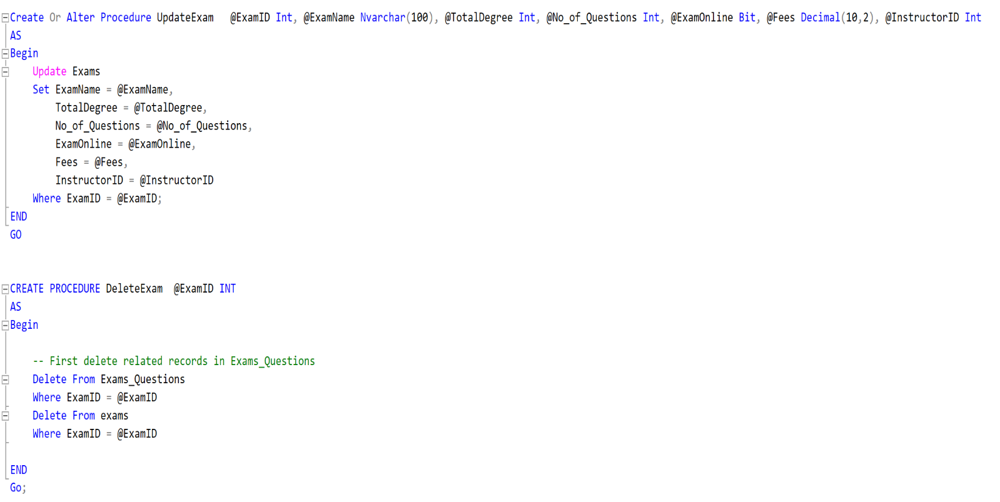 Create Or Alter Procedure UpdateExam   @ExamID Int, @ExamName Nvarchar(100), @TotalDegree Int, @No_of_Questions Int, @ExamOnline Bit, @Fees Decimal(10,2), @InstructorID Int
AS
Begin
    Update Exams
    Set ExamName = @ExamName,
        TotalDegree = @TotalDegree,
        No_of_Questions = @No_of_Questions,
        ExamOnline = @ExamOnline,
        Fees = @Fees,
        InstructorID = @InstructorID
    Where ExamID = @ExamID;
END
GO
CREATE PROCEDURE DeleteExam  @ExamID INT
AS
Begin
    -- First delete related records in Exams_Questions
    Delete From Exams_Questions
    Where ExamID = @ExamID
    Delete From exams
    Where ExamID = @ExamID
END
Go;